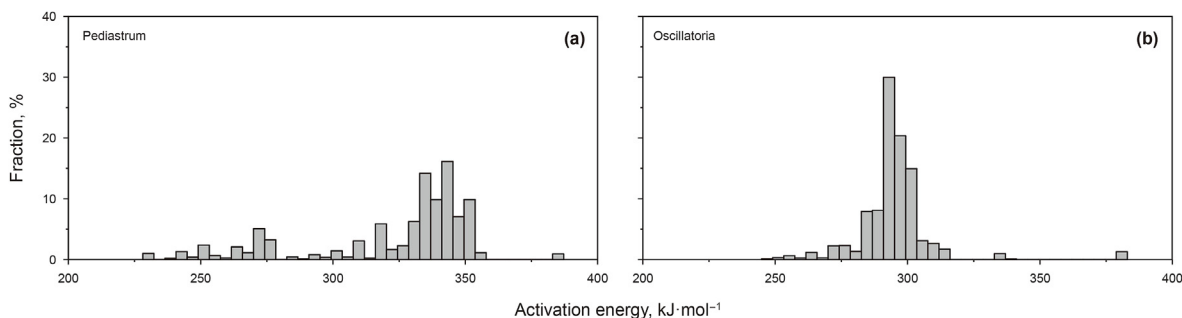 Pediastrum
(a)
Oscillatoria
(b)
Fraction, %
40
30
20
10
0
200
250
300
350
400
200
250
300
350
400
Activation energy, kJ·mol⁻¹